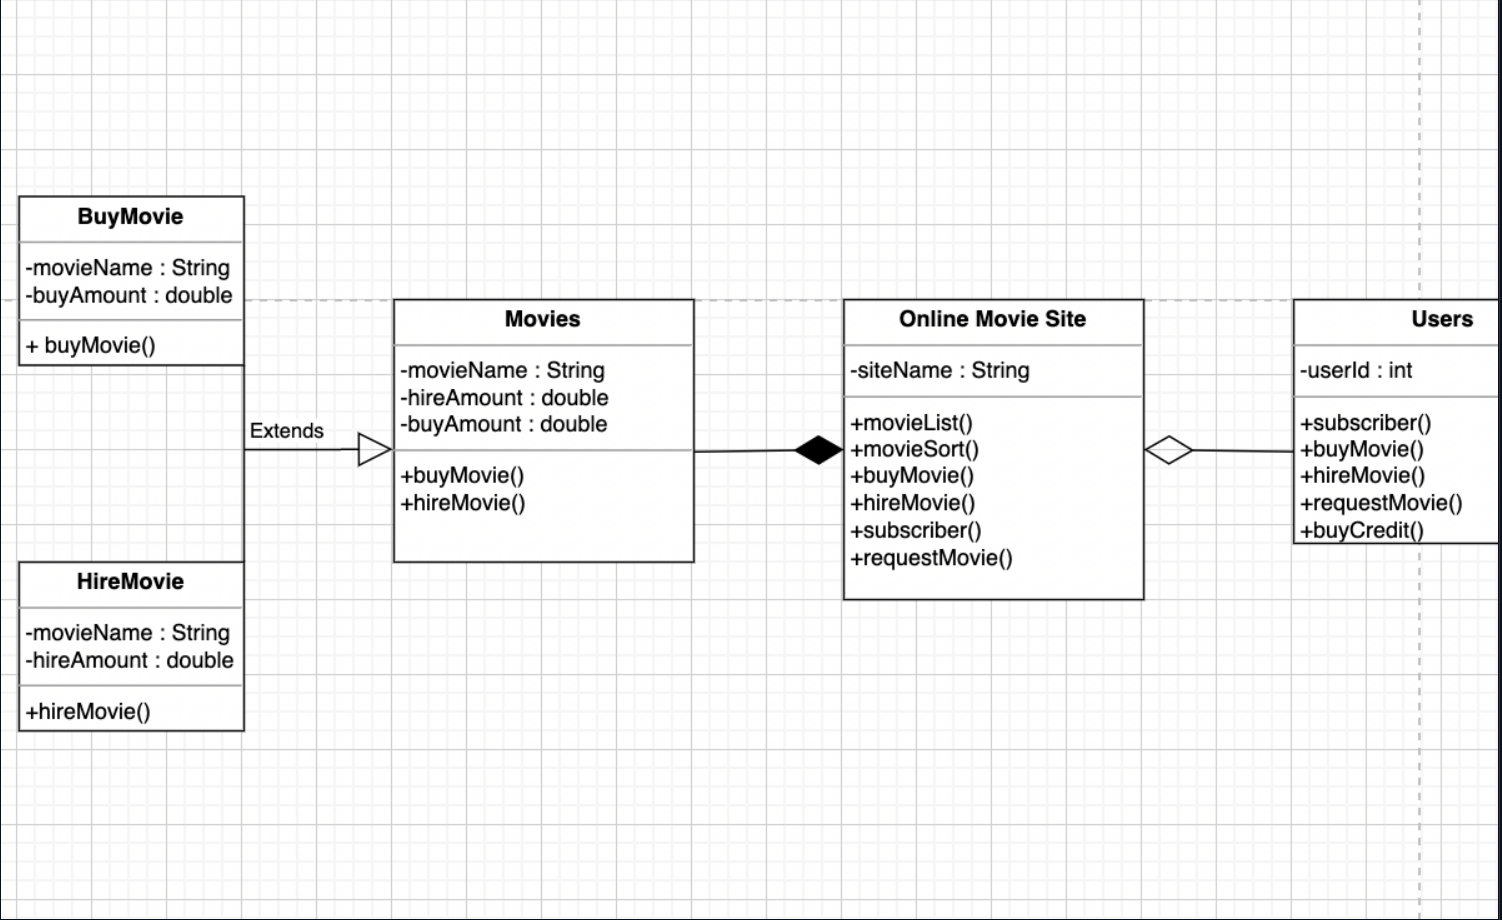 BuyMovie
-movieName : String
-buyAmount : double
+ buyMovie()
Extends
HireMovie
-movieName : String
-hireAmount : double
+hireMovie()
Movies
-movieName : String
-hireAmount : double
-buyAmount : double
+buyMovie()
+hireMovie()
Online Movie Site
-siteName : String
+movieList()
+movieSort()
+buyMovie()
+hireMovie()
+subscriber()
+requestMovie()
Users
-userId : int
+subscriber()
+buyMovie()
+hireMovie()
+requestMovie()
+buyCredit()